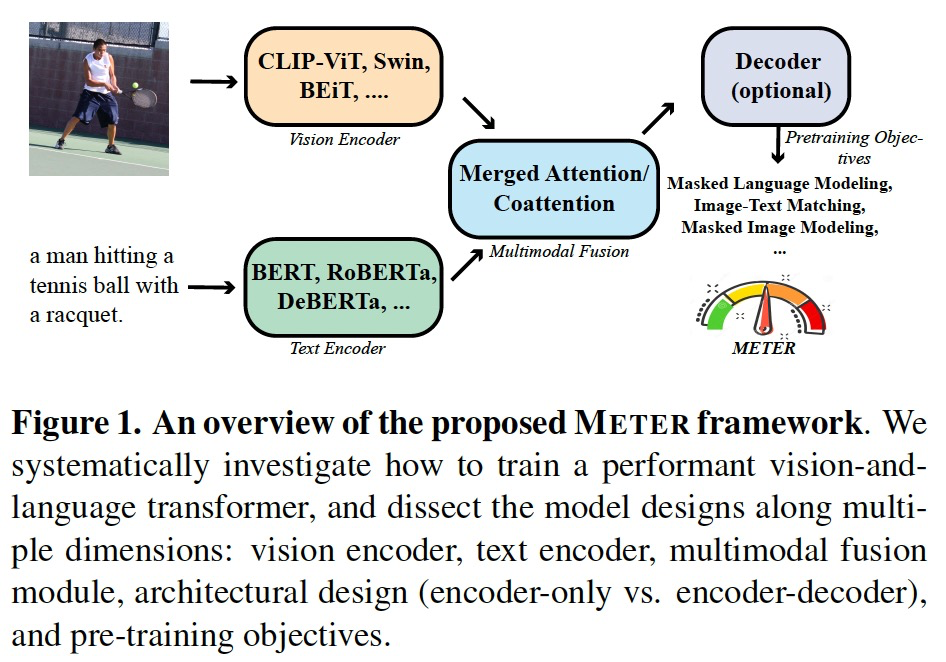 CLIP-ViT, Swin,
BEiT, ....
Vision Encoder
a man hitting a
tennis ball with
a racquet.
BERT, RoBERTa,
DeBERTa, ...
Text Encoder
Merged Attention/
Coattention
Multimodal Fusion
Decoder
(optional)
Pretraining Objec-
tives
Masked Language Modeling,
Image-Text Matching,
Masked Image Modeling,
...
METER
Figure 1. An overview of the proposed METER framework. We
systematically investigate how to train a performant vision-and-
language transformer, and dissect the model designs along multi-
ple dimensions: vision encoder, text encoder, multimodal fusion
module, architectural design (encoder-only vs. encoder-decoder),
and pre-training objectives.